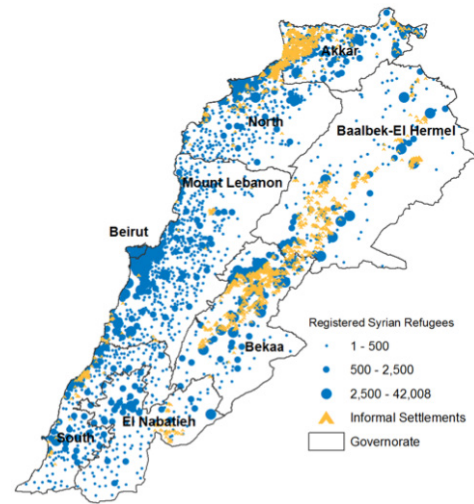 Akkar
North
Baalbek-El Hermel
Mount Lebanon
Beirut
Registered Syrian Refugees
1 - 500
500 - 2,500
2,500 - 42,008
Informal Settlements
Governorate
Bekaa
El Nabatieh
South